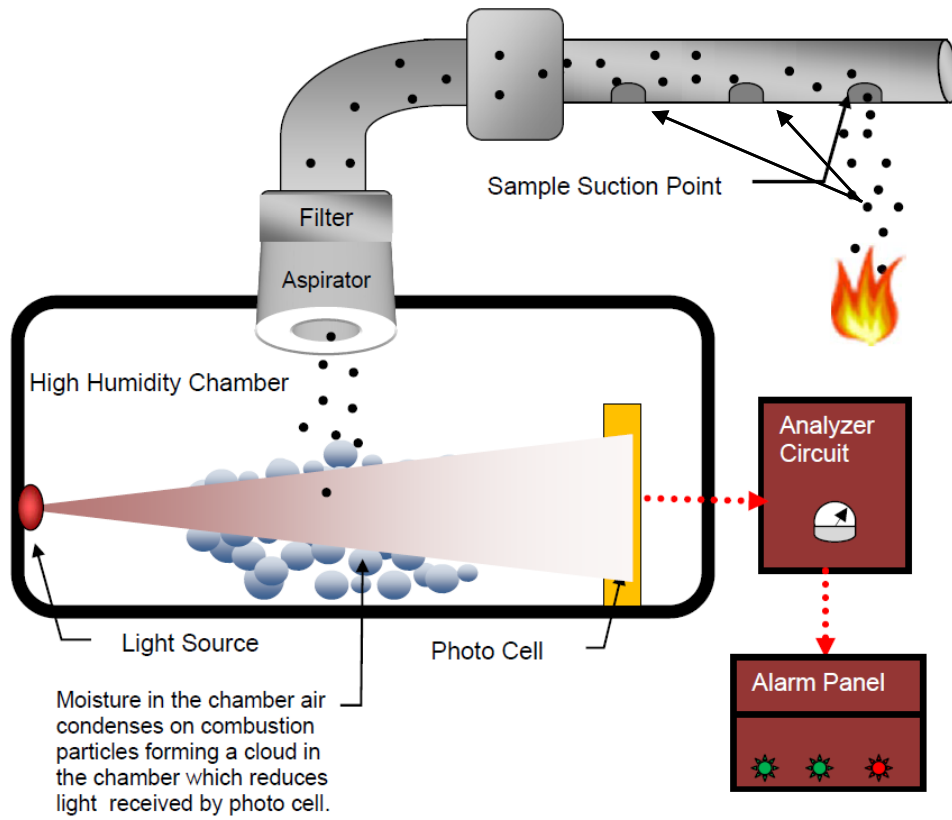 Sample Suction Point
Filter
Aspirator
High Humidity Chamber
Analyzer
Circuit
Light Source
Photo Cell
Alarm Panel
Moisture in the chamber air
condenses on combustion
particles forming a cloud in
the chamber which reduces
light received by photo cell.